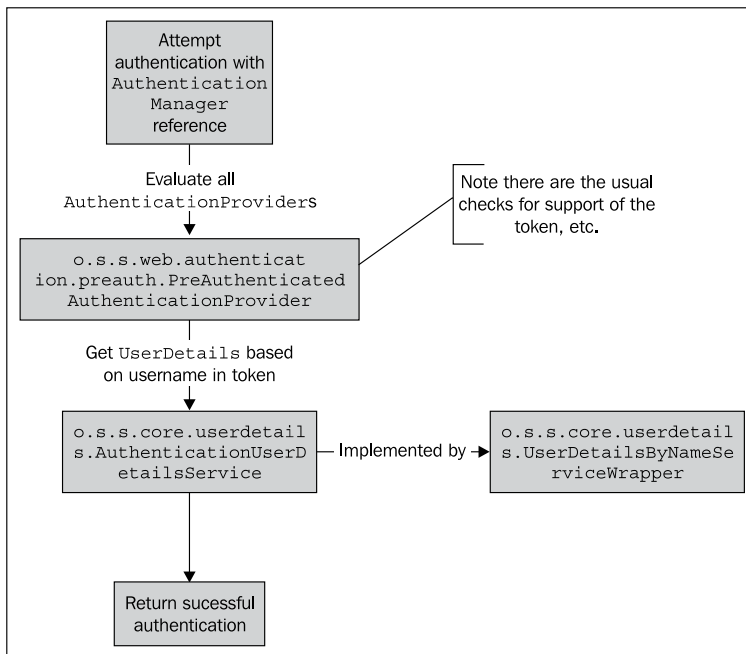 Attempt
authentication with
Authentication
Manager
reference
Evaluate all
AuthenticationProviders
Note there are the usual
checks for support of the
token, etc.
o.s.s.web.authenticat
ion.preauth.PreAuthenticated
AuthenticationProvider
Get UserDetails based
on username in token
o.s.s.core.userdetail
s.AuthenticationUserD
etailsService
Implemented by
o.s.s.core.userdetail
s.UserDetailsByNameSe
rviceWrapper
Return sucessful
authentication